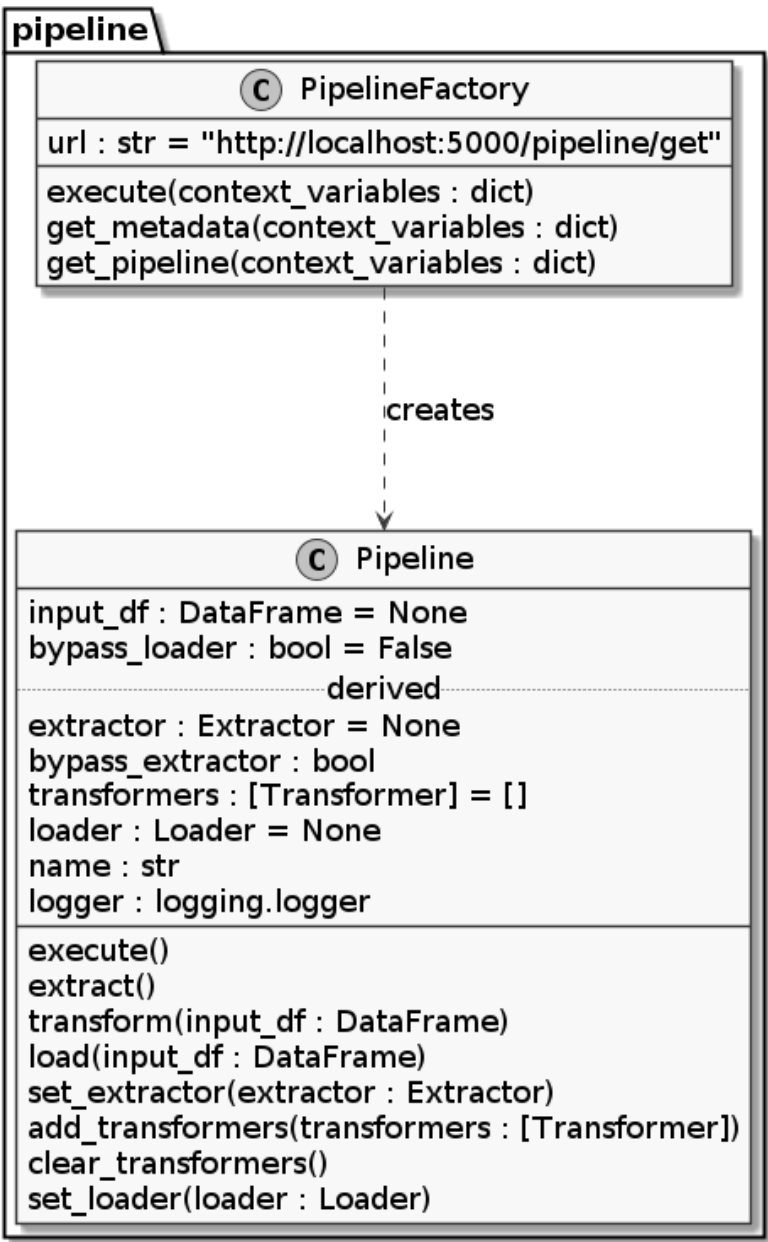 pipeline
C PipelineFactory
url : str = "http://localhost:5000/pipeline/get"
execute(context_variables : dict)
get_metadata(context_variables : dict)
get_pipeline(context_variables : dict)
creates
C Pipeline
input_df : DataFrame = None
bypass_loader : bool = False
derived
extractor : Extractor = None
bypass_extractor : bool
transformers : [Transformer] = []
loader : Loader = None
name : str
logger : logging.logger
execute()
extract()
transform(input_df : DataFrame)
load(input_df : DataFrame)
set_extractor(extractor : Extractor)
add_transformers(transformers : [Transformer])
clear_transformers()
set_loader(loader : Loader)